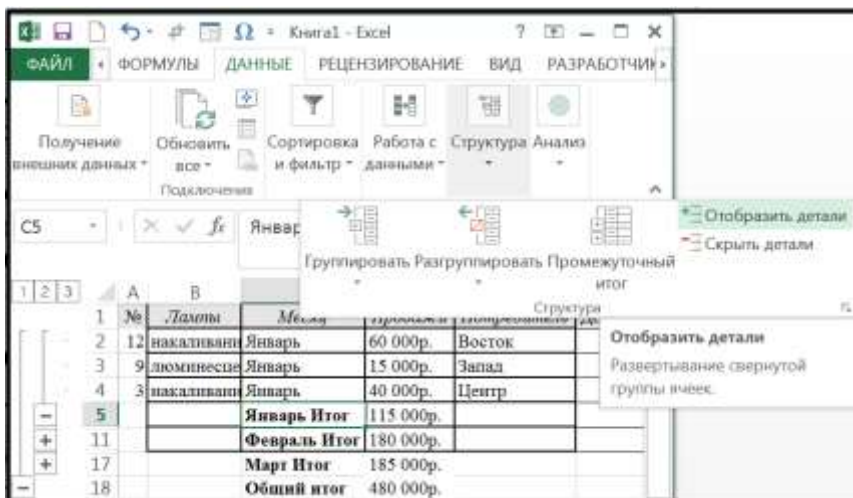 Книга1 - Excel
ФАЙЛ ФОРМУЛЫ ДАННЫЕ РЕЦЕНЗИРОВАНИЕ ВИД РАЗРАБОТЧИК
Получение внешних данных
Обновить все
Сортировка и фильтр
Работа с данными
Структура
Анализ
Подключения
C5 fx Январ
Группировать Разгруппировать Промежуточный итог
Отобразить детали
Скрыть детали
Структура
Отобразить детали
Развертывание свернутой группы ячеек.
1 2 3 A B
1 № Лампы Месяц
2 12 накаливани Январь 60 000р. Восток
3 9 люминесце Январь 15 000р. Запад
4 3 накаливани Январь 40 000р. Центр
5 Январь Итог 115 000р.
11 Февраль Итог 180 000р.
17 Март Итог 185 000р.
18 Общий итог 480 000р.